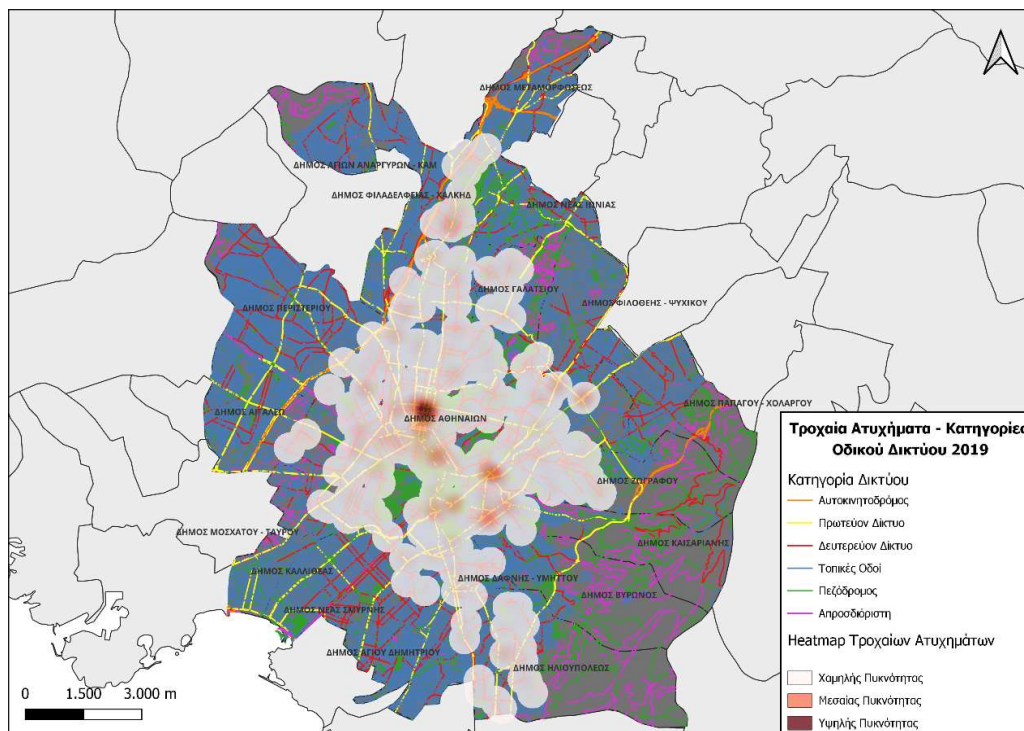 ΔΗΜΟΣ ΜΕΤΑΜΟΡΦΩΣΕΩΣ
ΔΗΜΟΣ ΑΓΙΩΝ ΑΝΑΡΓΥΡΩΝ - ΚΑΜ
ΔΗΜΟΣ ΦΙΛΑΔΕΛΦΕΙΑΣ - ΧΑΛΚΗΔ
ΔΗΜΟΣ ΝΕΑΣ ΙΩΝΙΑΣ
ΔΗΜΟΣ ΓΑΛΑΤΣΙΟΥ
ΔΗΜΟΣ ΦΙΛΟΘΕΗΣ - ΨΥΧΙΚΟΥ
ΔΗΜΟΣ ΠΕΡΙΣΤΕΡΙΟΥ
ΔΗΜΟΣ ΠΑΠΑΓΟΥ - ΧΟΛΑΡΓΟΥ
ΔΗΜΟΣ ΑΙΓΑΛΕΩ
ΔΗΜΟΣ ΑΘΗΝΑΙΩΝ
ΔΗΜΟΣ ΖΩΓΡΑΦΟΥ
ΔΗΜΟΣ ΜΟΣΧΑΤΟΥ - ΤΑΥΡΟΥ
ΔΗΜΟΣ ΚΑΙΣΑΡΙΑΝΗΣ
ΔΗΜΟΣ ΚΑΛΛΙΘΕΑΣ
ΔΗΜΟΣ ΔΑΦΝΗΣ - ΥΜΗΤΤΟΥ
ΔΗΜΟΣ ΒΥΡΩΝΟΣ
ΔΗΜΟΣ ΝΕΑΣ ΣΜΥΡΝΗΣ
ΔΗΜΟΣ ΑΓΙΟΥ ΔΗΜΗΤΡΙΟΥ
ΔΗΜΟΣ ΗΛΙΟΥΠΟΛΕΩΣ
0 1.500 3.000 m
Τροχαία Ατυχήματα - Κατηγορίες
Οδικού Δικτύου 2019
Κατηγορία Δικτύου
Αυτοκινητοδρόμος
Πρωτεύον Δίκτυο
Δευτερεύον Δίκτυο
Τοπικές Οδοί
Πεζόδρομος
Απροσδιόριστη
Heatmap Τροχαίων Ατυχημάτων
Χαμηλής Πυκνότητας
Μεσαίας Πυκνότητας
Υψηλής Πυκνότητας